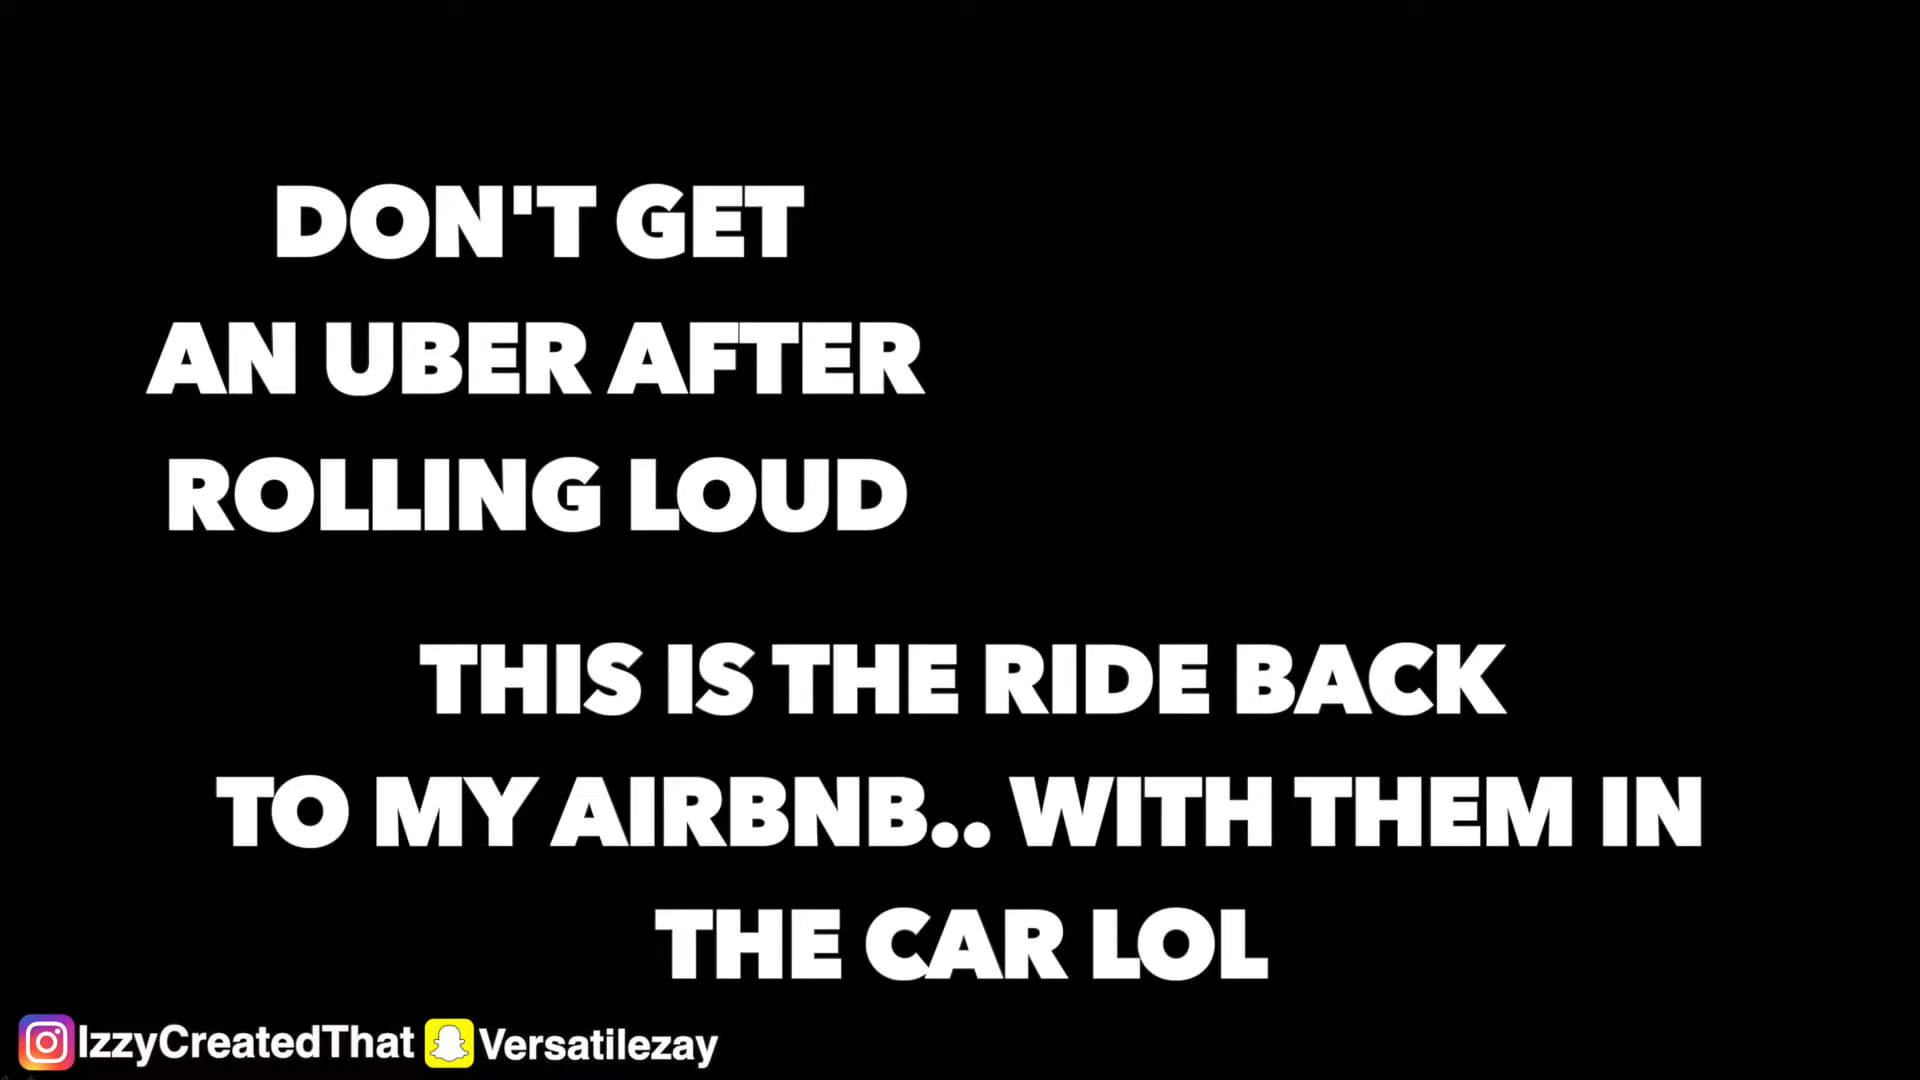 DON'T GET
AN UBER AFTER
ROLLING LOUD
THIS IS THE RIDE BACK
TO MY AIRBNB.. WITH THEM IN
THE CAR LOL
IzzyCreatedThat Versatilezay